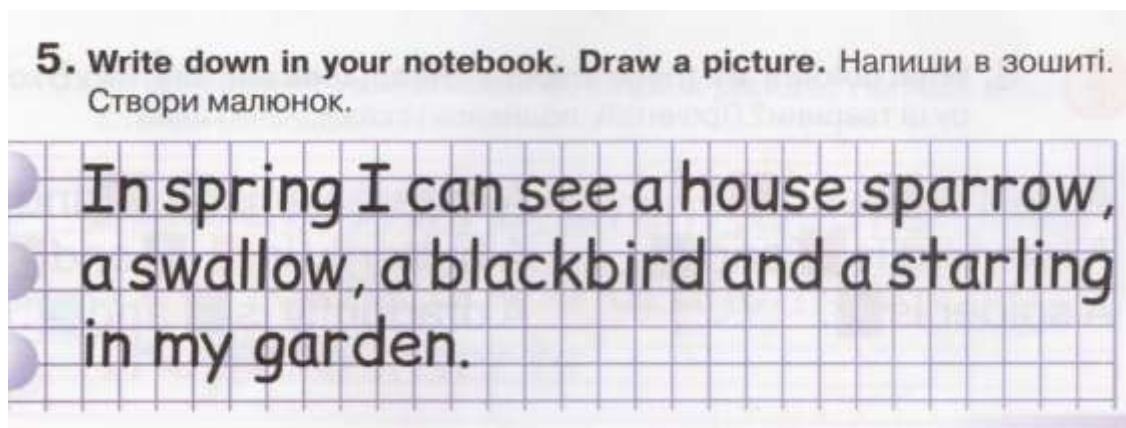 5. Write down in your notebook. Draw a picture. Напиши в зошиті.
Створи малюнок.
In spring I can see a house sparrow,
a swallow, a blackbird and a starling
in my garden.